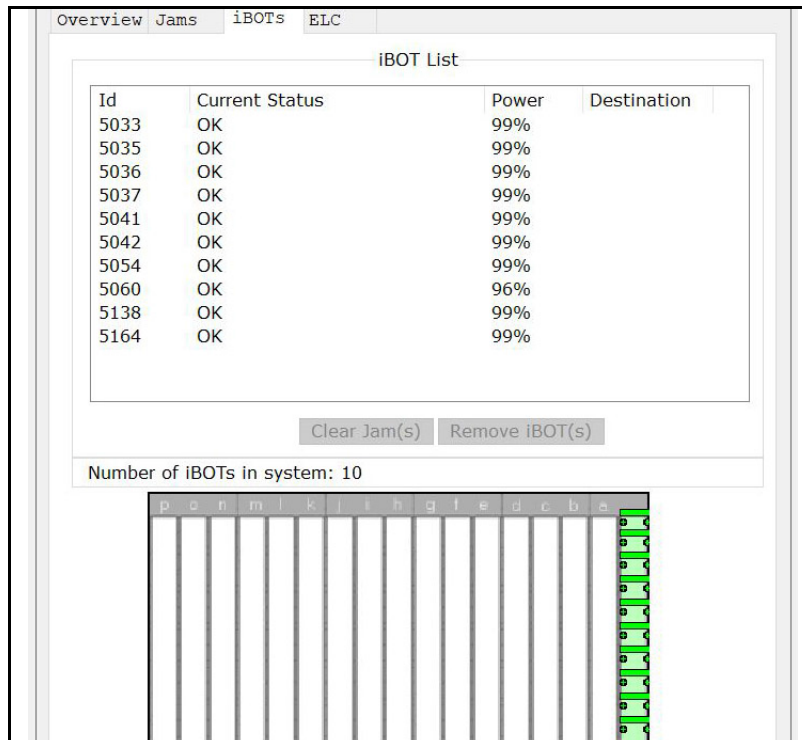 Overview Jams iBOTs ELC
iBOT List
Id Current Status Power Destination
5033 OK 99%
5035 OK 99%
5036 OK 99%
5037 OK 99%
5041 OK 99%
5042 OK 99%
5054 OK 99%
5060 OK 96%
5138 OK 99%
5164 OK 99%
Clear Jam(s) Remove iBOT(s)
Number of iBOTs in system: 10
p o n m l k j i h g f e d c b a